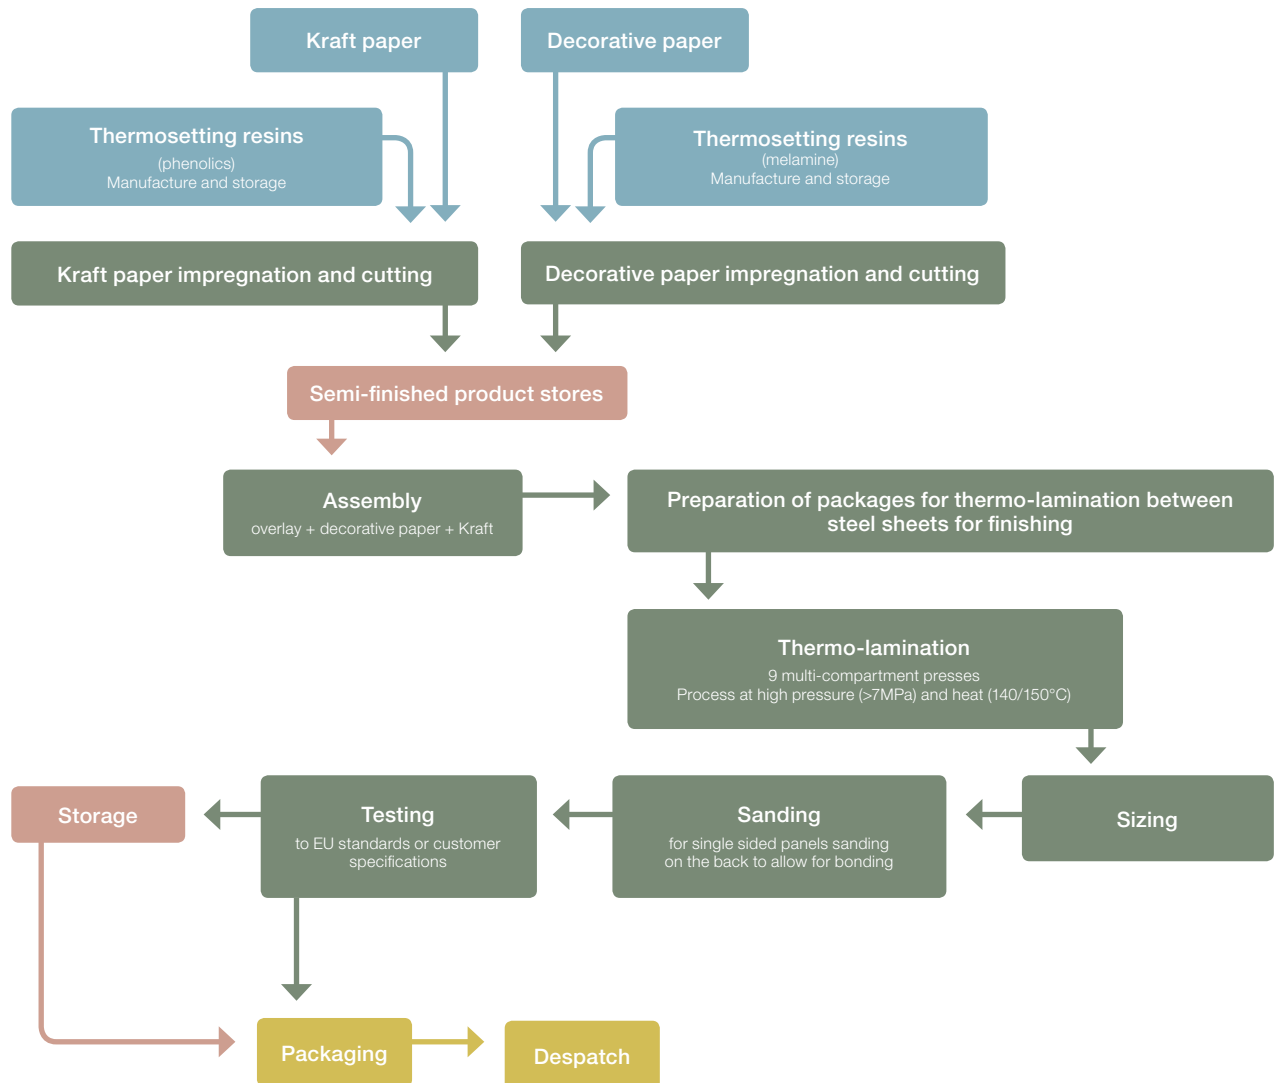 Kraft paper
Decorative paper
Thermosetting resins
(phenolics)
Manufacture and storage
Thermosetting resins
(melamine)
Manufacture and storage
Kraft paper impregnation and cutting
Decorative paper impregnation and cutting
Semi-finished product stores
Assembly
overlay + decorative paper + Kraft
Preparation of packages for thermo-lamination between
steel sheets for finishing
Thermo-lamination
9 multi-compartment presses
Process at high pressure (>7MPa) and heat (140/150°C)
Storage
Testing
to EU standards or customer
specifications
Sanding
for single sided panels sanding
on the back to allow for bonding
Sizing
Packaging
Despatch